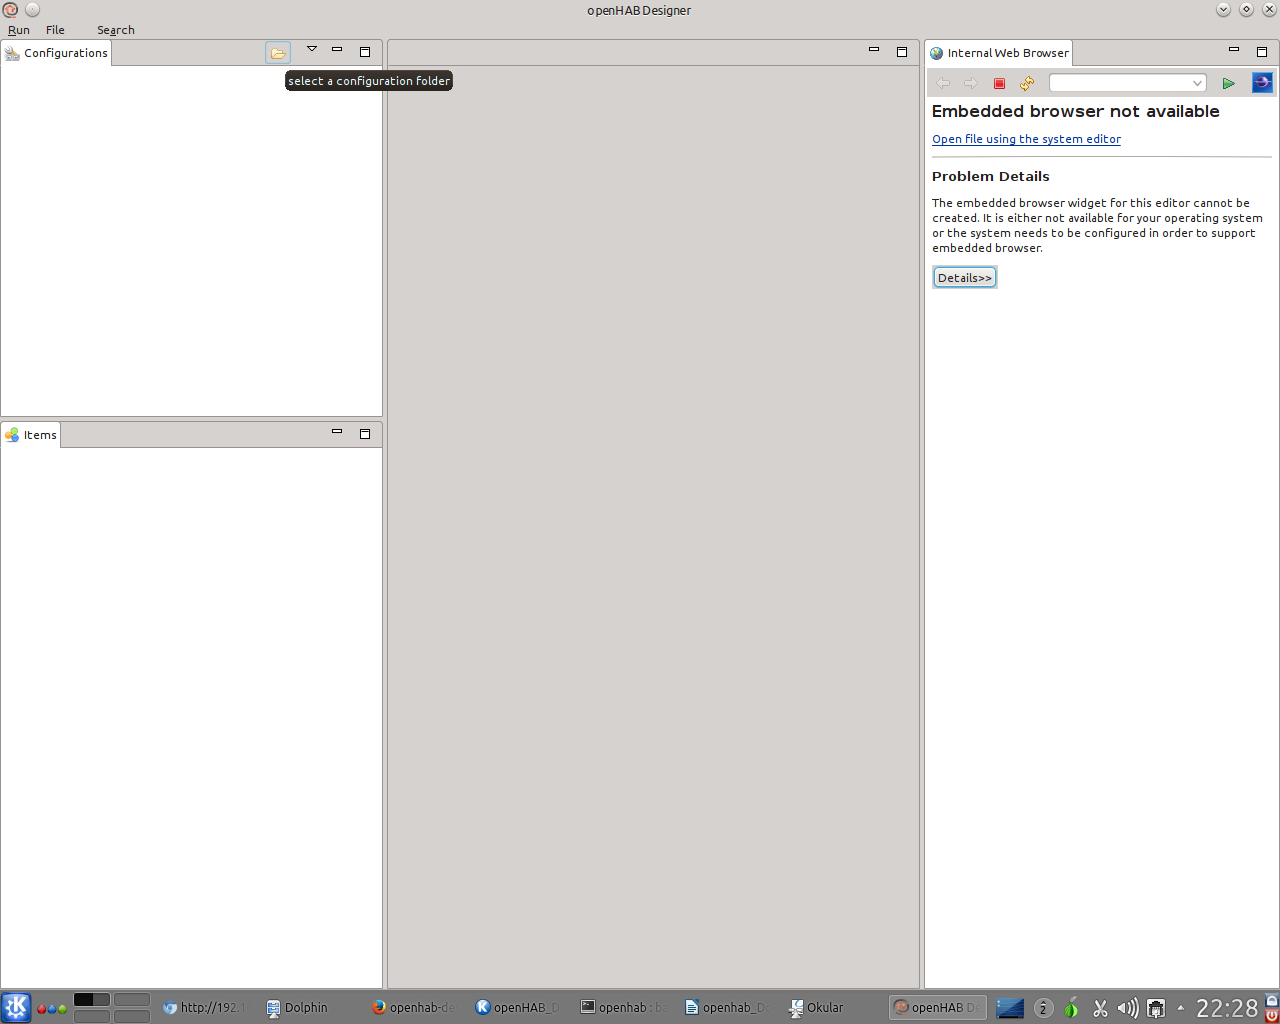 openHAB Designer
Run File Search
Configurations
select a configuration folder
Internal Web Browser
Embedded browser not available
Open file using the system editor
Problem Details
The embedded browser widget for this editor cannot be
created. It is either not available for your operating system
or the system needs to be configured in order to support
embedded browser.
Details>>
Items
http://192.1 Dolphin openhab-de openHAB_D openhab : ba openhab_Do Okular openHAB De 2 22:28